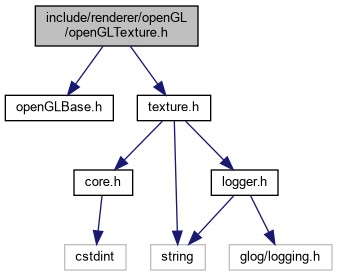 include/renderer/openGL
/openGLTexture.h
openGLBase.h
texture.h
core.h
logger.h
cstdint
string
glog/logging.h